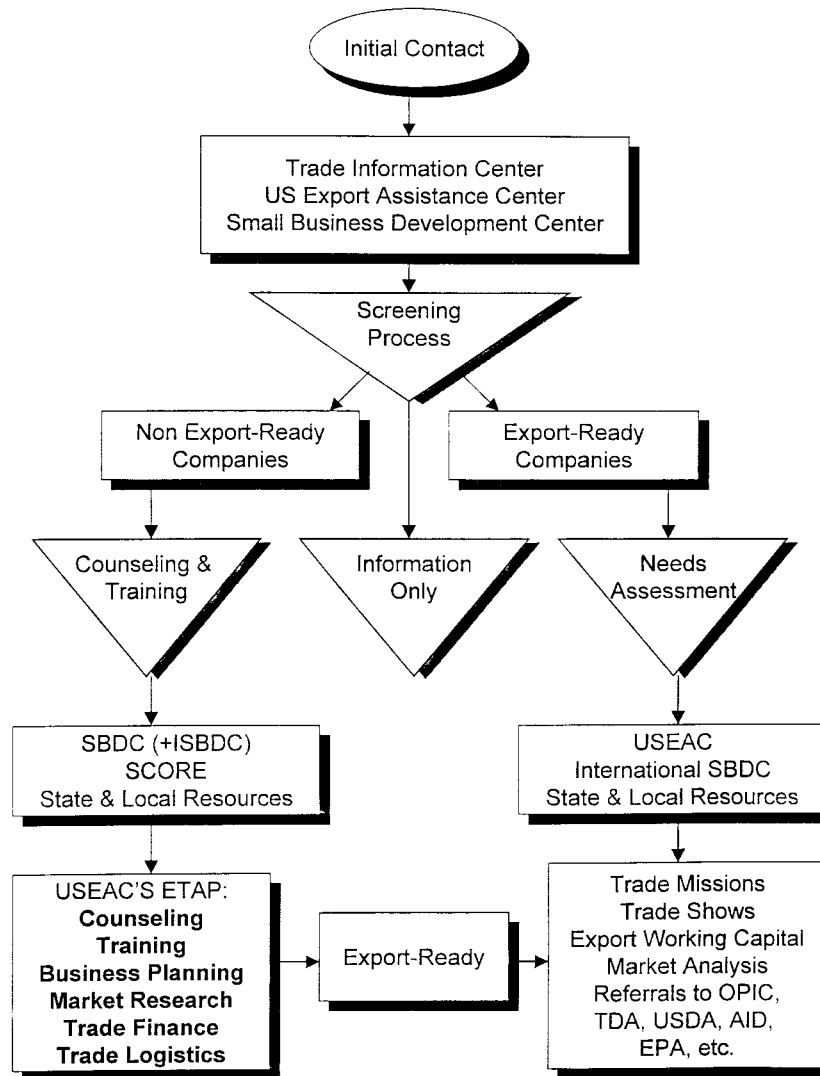 Initial Contact
Trade Information Center
US Export Assistance Center
Small Business Development Center
Screening
Process
Non Export-Ready
Companies
Export-Ready
Companies
Counseling &
Training
Information
Only
Needs
Assessment
SBDC (+ISBDC)
SCORE
State & Local Resources
USEAC
International SBDC
State & Local Resources
USEAC'S ETAP:
Counseling
Training
Business Planning
Market Research
Trade Finance
Trade Logistics
Export-Ready
Trade Missions
Trade Shows
Export Working Capital
Market Analysis
Referrals to OPIC,
TDA, USDA, AID,
EPA, etc.